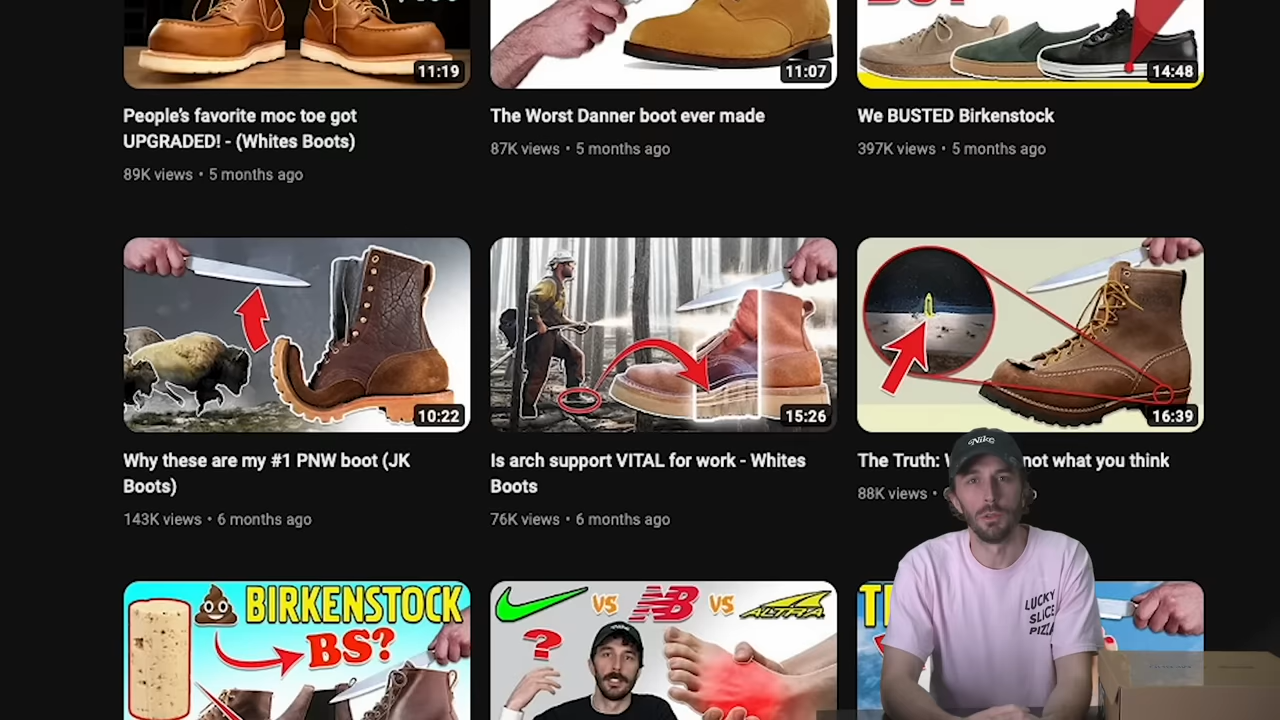 11:19
11:07
14:48
People's favorite moc toe got
UPGRADED! - (Whites Boots)
89K views • 5 months ago
The Worst Danner boot ever made
87K views • 5 months ago
We BUSTED Birkenstock
397K views • 5 months ago
10:22
15:26
16:39
Why these are my #1 PNW boot (JK
Boots)
143K views • 6 months ago
Is arch support VITAL for work - Whites
Boots
76K views • 6 months ago
The Truth: not what you think
88K views •
Nike
BIRKENSTOCK
BS?
VS
NB
VS
ALTRA
?
LUCKY
SLICE
PIZZA